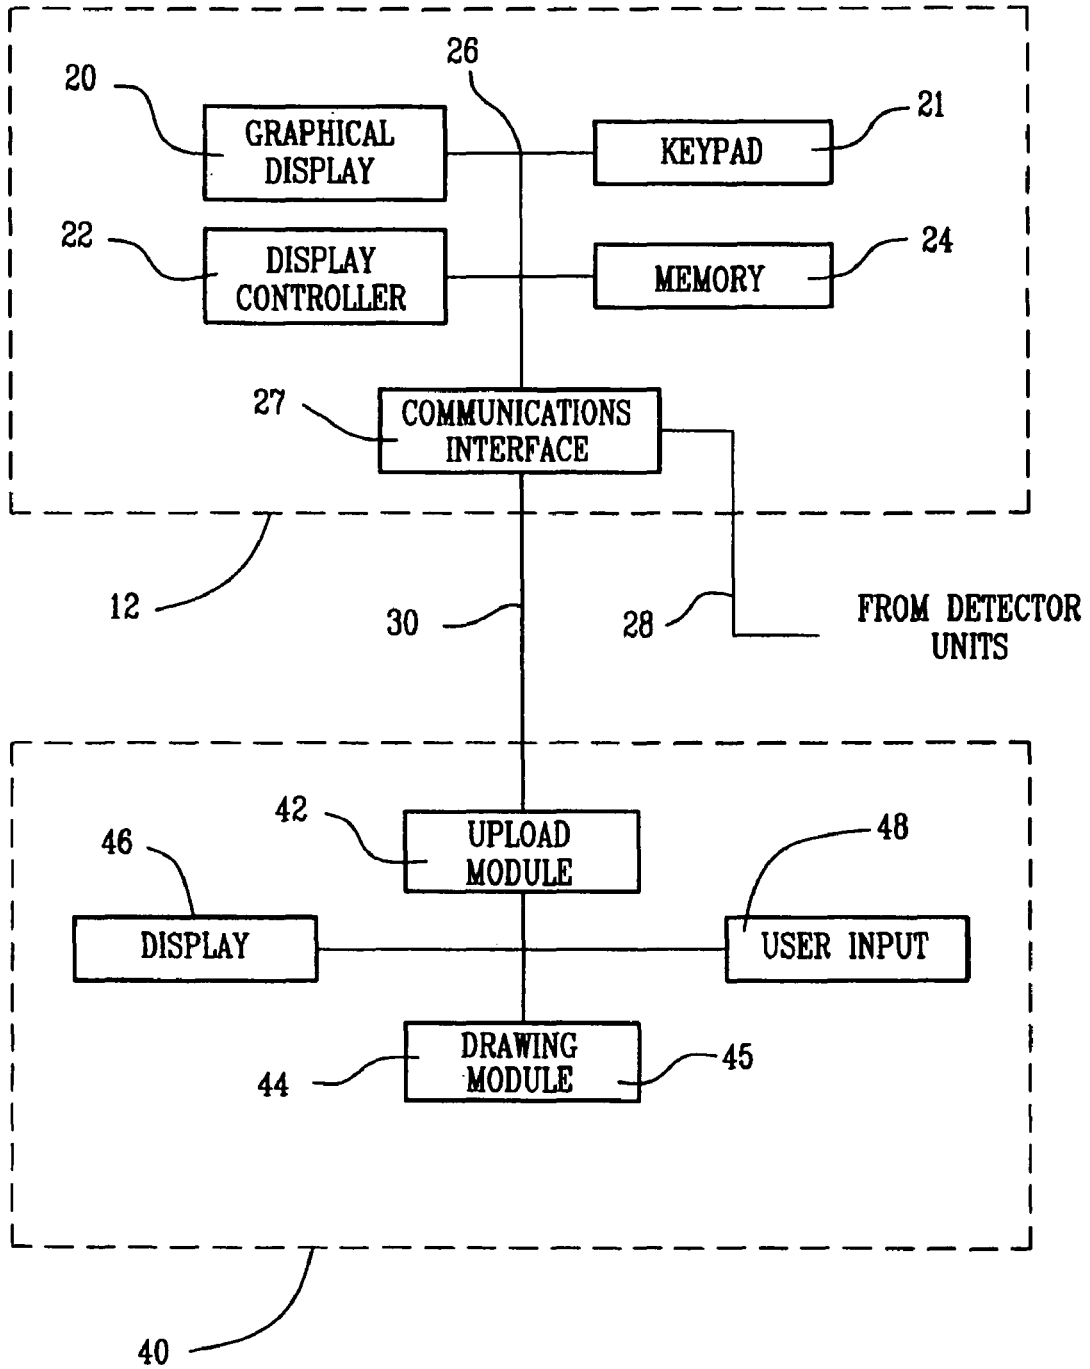 26
20
21
GRAPHICAL
DISPLAY
KEYPAD
22
24
DISPLAY
CONTROLLER
MEMORY
27
COMMUNICATIONS
INTERFACE
12
30
28
FROM DETECTOR
UNITS
42
48
46
UPLOAD
MODULE
DISPLAY
USER INPUT
44
DRAWING
MODULE
45
40